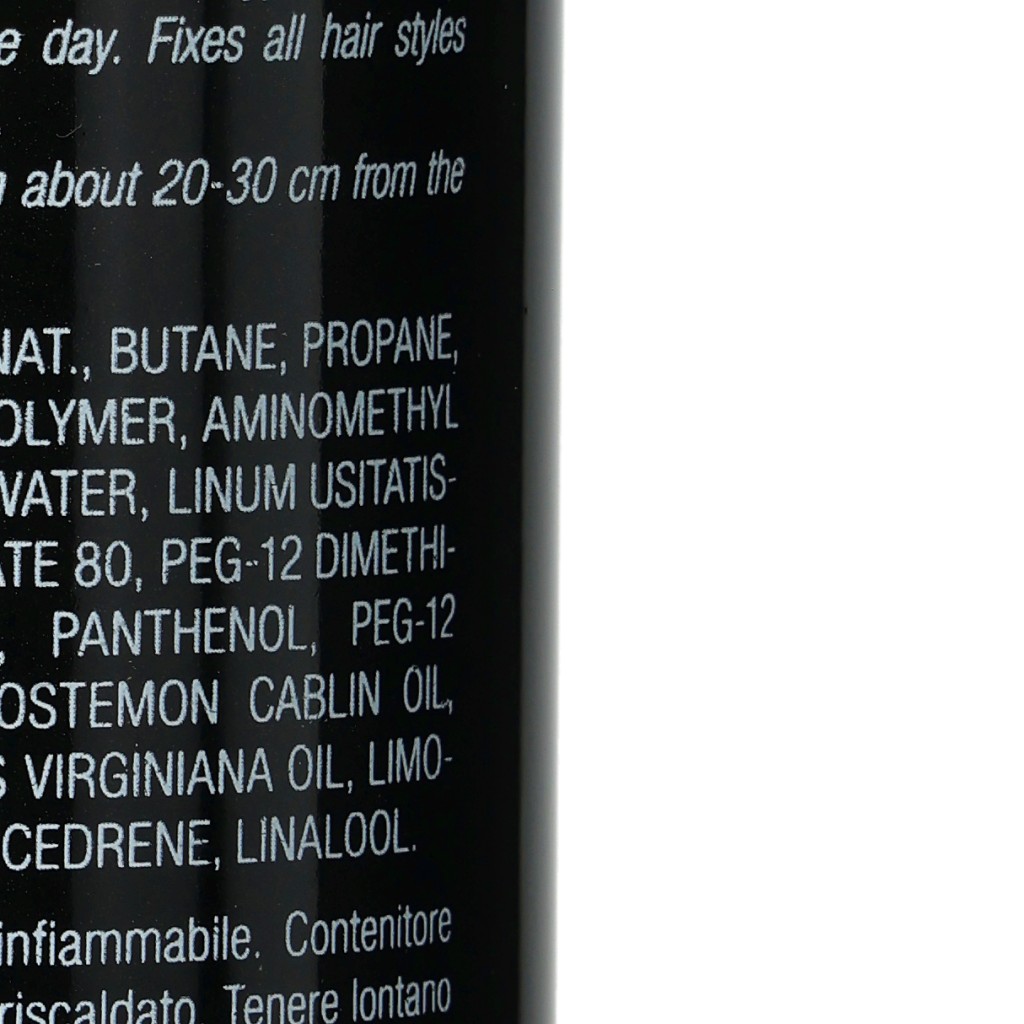 e day. Fixes all hair styles
about 20-30 cm from the
NAT., BUTANE, PROPANE,
OLYMER, AMINOMETHYL
WATER, LINUM USITATIS-
ATE 80, PEG-12 DIMETHI-
, PANTHENOL, PEG-12
OSTEMON CABLIN OIL,
S VIRGINIANA OIL, LIMO-
CEDRENE, LINALOOL.
infiammabile. Contenitore
riscaldato. Tenere lontano